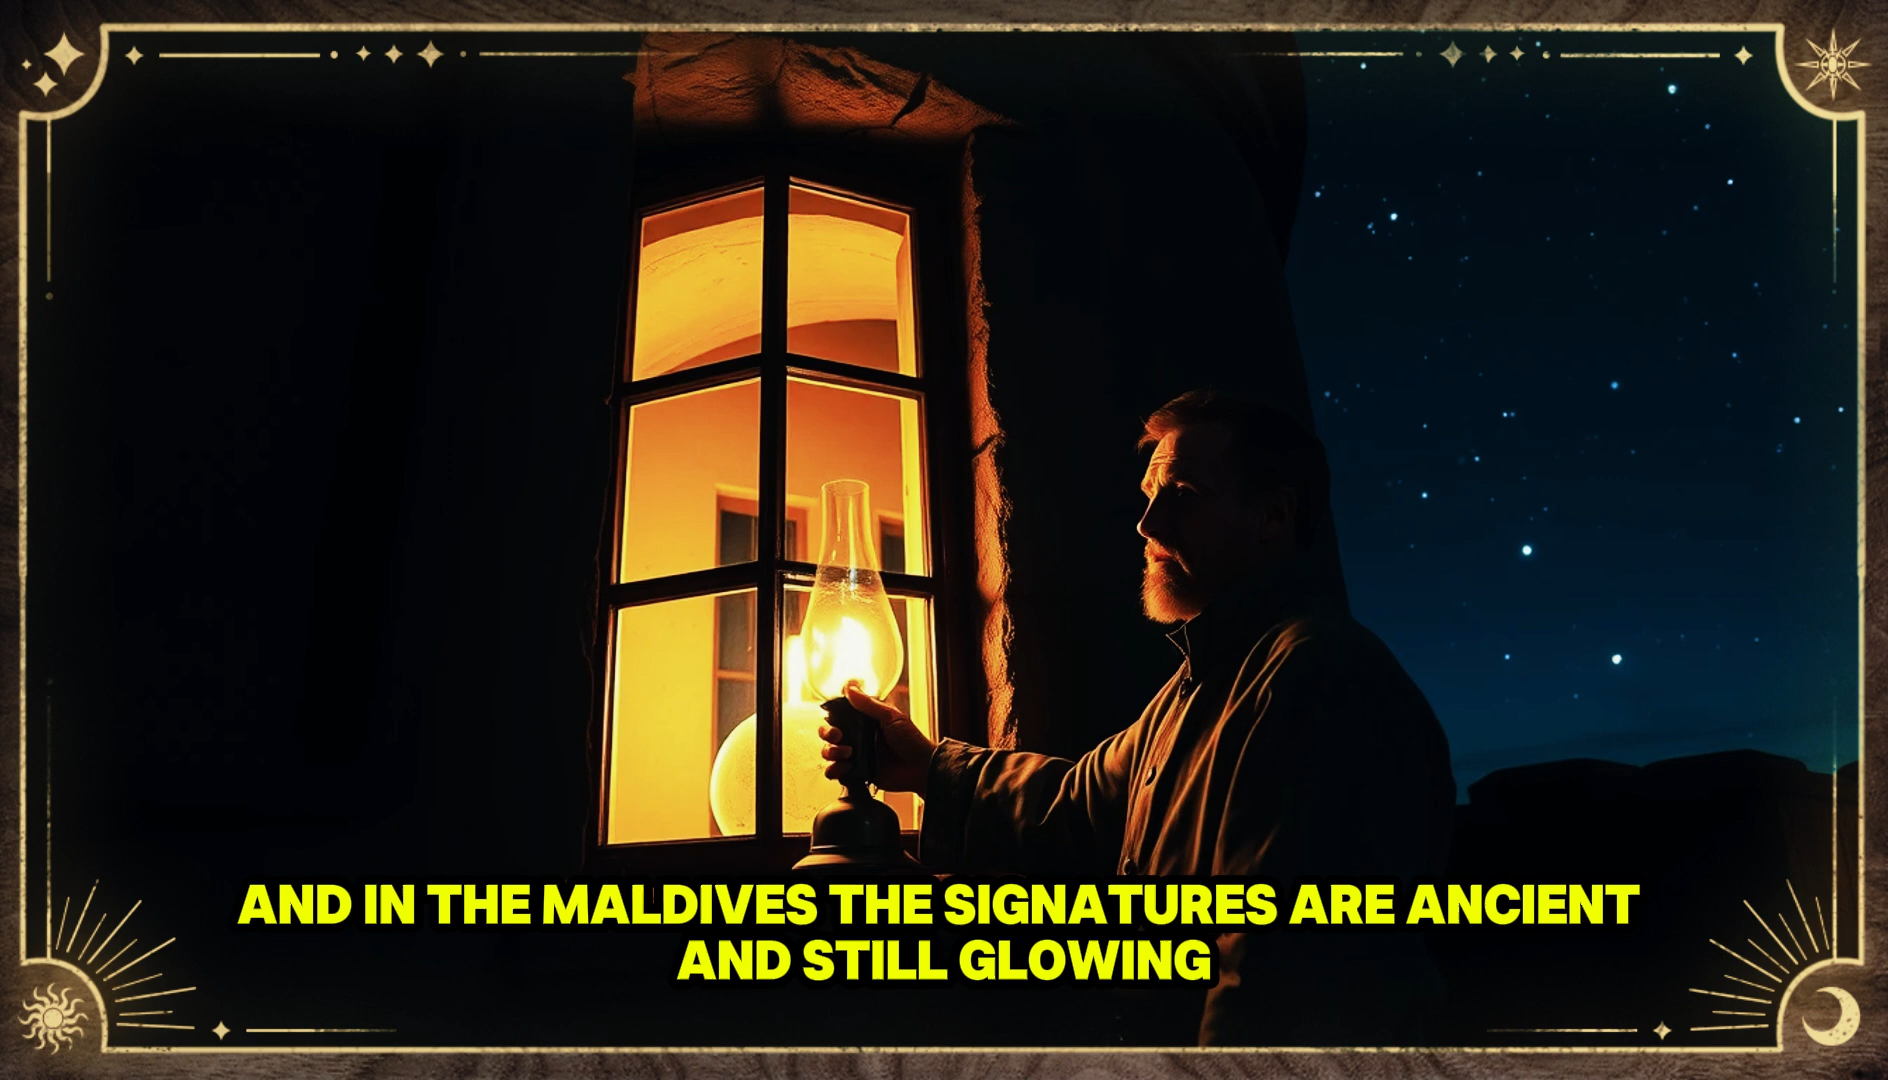 AND IN THE MALDIVES THE SIGNATURES ARE ANCIENT
AND STILL GLOWING